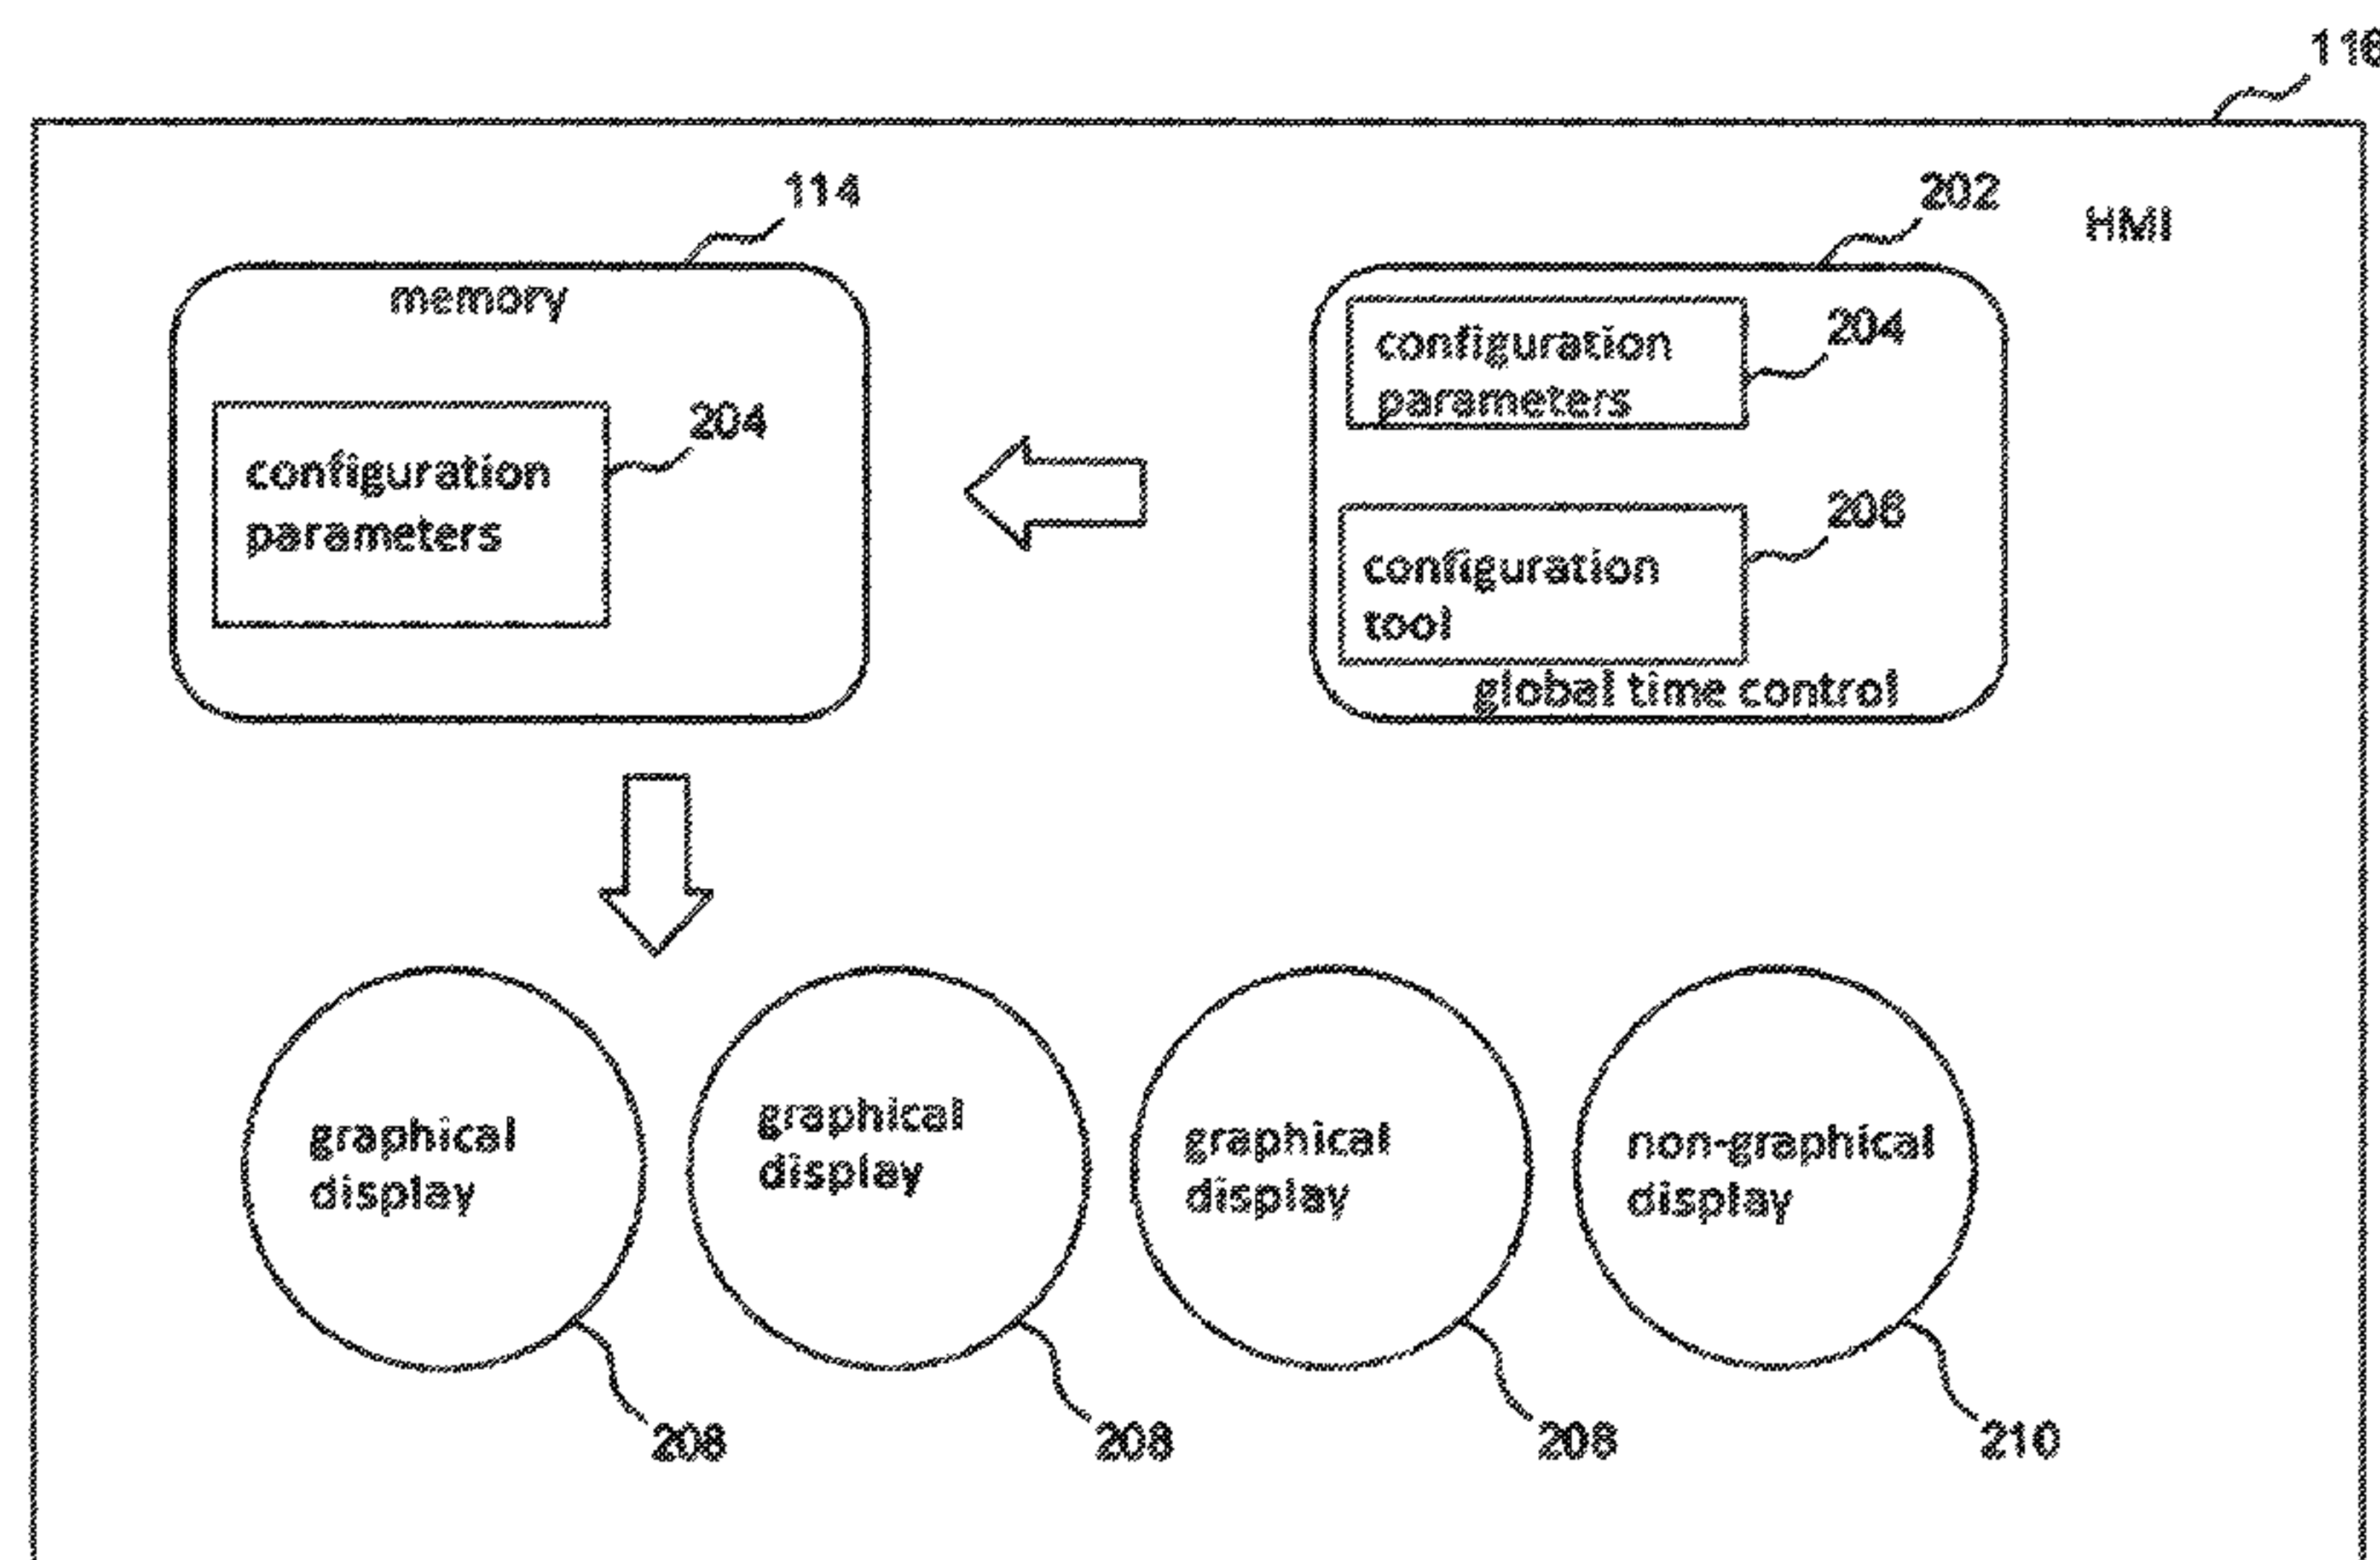 116
114
202
HMI
memory
configuration
parameters
204
204
configuration
parameters
206
configuration
tool
global time control
graphical
display
graphical
display
graphical
display
non-graphical
display
208
208
208
210